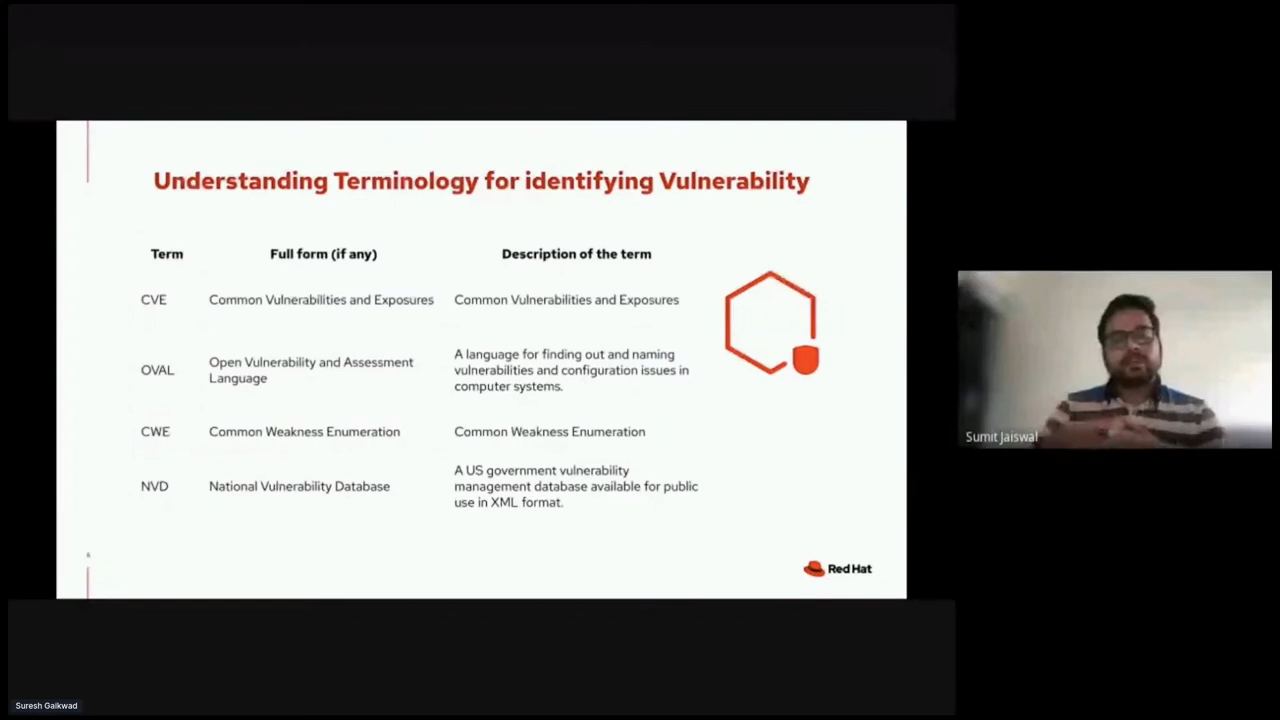 Understanding Terminology for identifying Vulnerability
Term Full form (if any) Description of the term
CVE Common Vulnerabilities and Exposures Common Vulnerabilities and Exposures
OVAL
Open Vulnerability and Assessment
Language
A language for finding out and naming
vulnerabilities and configuration issues in
computer systems.
CWE Common Weakness Enumeration Common Weakness Enumeration
NVD National Vulnerability Database
A US government vulnerability
management database available for public
use in XML format.
Red Hat
Sumit Jaiswal
Suresh Gaikwad